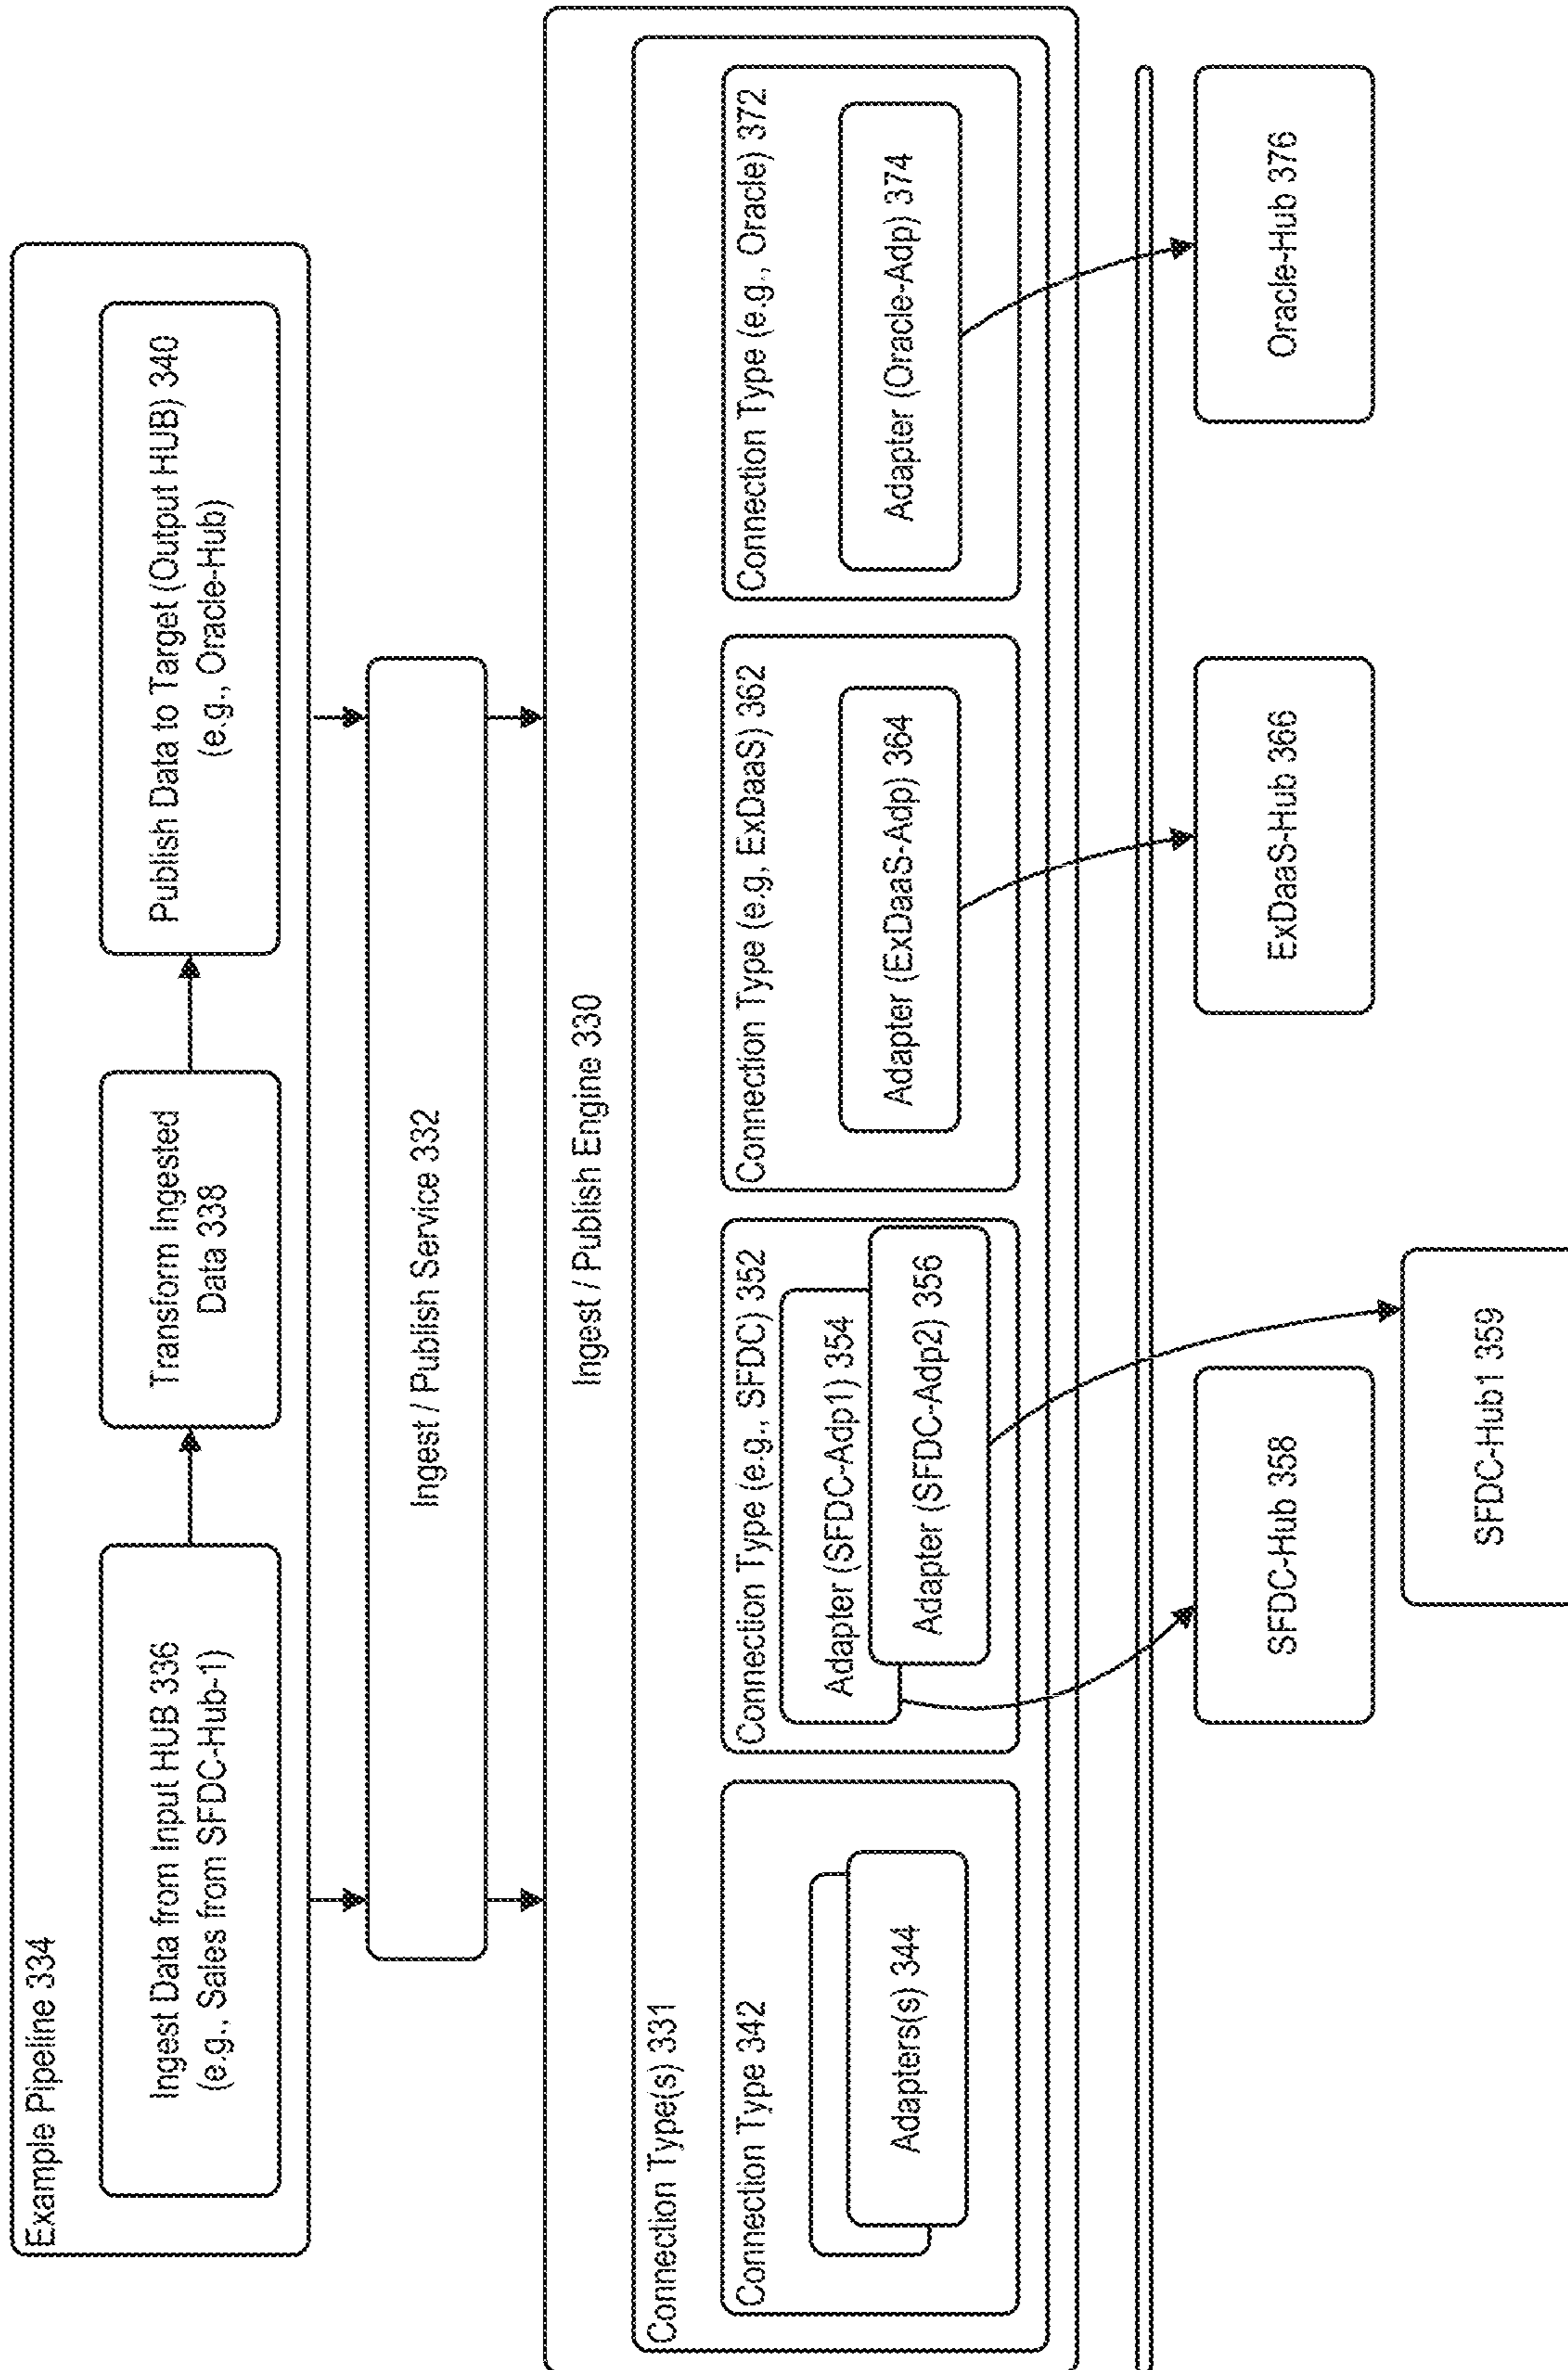 Example Pipeline 334
Ingest Data from Input HUB 336
(e.g., Sales from SFDC-Hub-1)
Transform Ingested
Data 338
Publish Data to Target (Output HUB) 340
(e.g., Oracle-Hub)
Ingest / Publish Service 332
Ingest / Publish Engine 330
Connection Type(s) 331
Connection Type 342
Adapters(s) 344
Connection Type (e.g., SFDC) 352
Adapter (SFDC-Adp1) 354
Adapter (SFDC-Adp2) 356
Connection Type (e.g, ExDaaS) 362
Adapter (ExDaaS-Adp) 364
Connection Type (e.g., Oracle) 372
Adapter (Oracle-Adp) 374
SFDC-Hub 358
SFDC-Hub1 359
ExDaaS-Hub 366
Oracle-Hub 376